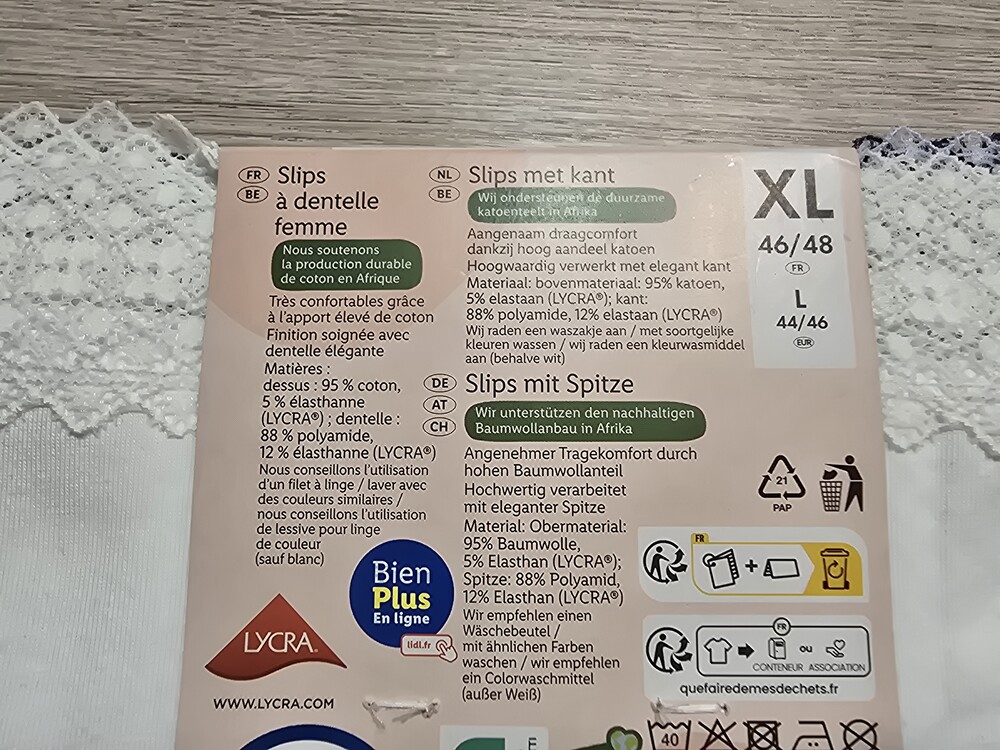 FR
BE
Slips
à dentelle
femme
Nous soutenons
la production durable
de coton en Afrique
Très confortables grâce
à l'apport élevé de coton
Finition soignée avec
dentelle élégante
Matières :
dessus : 95 % coton,
5 % élasthanne
(LYCRA®) ; dentelle :
88 % polyamide,
12 % élasthanne (LYCRA®)
Nous conseillons l'utilisation
d'un filet à linge / laver avec
des couleurs similaires /
nous conseillons l'utilisation
de lessive pour linge
de couleur
(sauf blanc)
NL
BE
Slips met kant
Wij ondersteunen de duurzame
katoenteelt in Afrika
Aangenaam draagcomfort
dankzij hoog aandeel katoen
Hoogwaardig verwerkt met elegant kant
Materiaal: bovenmateriaal: 95% katoen,
5% elastaan (LYCRA®); kant:
88% polyamide, 12% elastaan (LYCRA®)
Wij raden een waszakje aan / met soortgelijke
kleuren wassen / wij raden een kleurwasmiddel
aan (behalve wit)
DE
AT
CH
Slips mit Spitze
Wir unterstützen den nachhaltigen
Baumwollanbau in Afrika
Angenehmer Tragekomfort durch
hohen Baumwollanteil
Hochwertig verarbeitet
mit eleganter Spitze
Material: Obermaterial:
95% Baumwolle,
5% Elasthan (LYCRA®);
Spitze: 88% Polyamid,
12% Elasthan (LYCRA®)
Wir empfehlen einen
Wäschebeutel /
mit ähnlichen Farben
waschen / wir empfehlen
ein Colorwaschmittel
(außer Weiß)
XL
46/48
FR
L
44/46
EUR
21
PAP
FR
+
FR
ou
CONTENEUR ASSOCIATION
quefairedemesdechets.fr
Bien
Plus
En ligne
lidl.fr
LYCRA®
WWW.LYCRA.COM
40